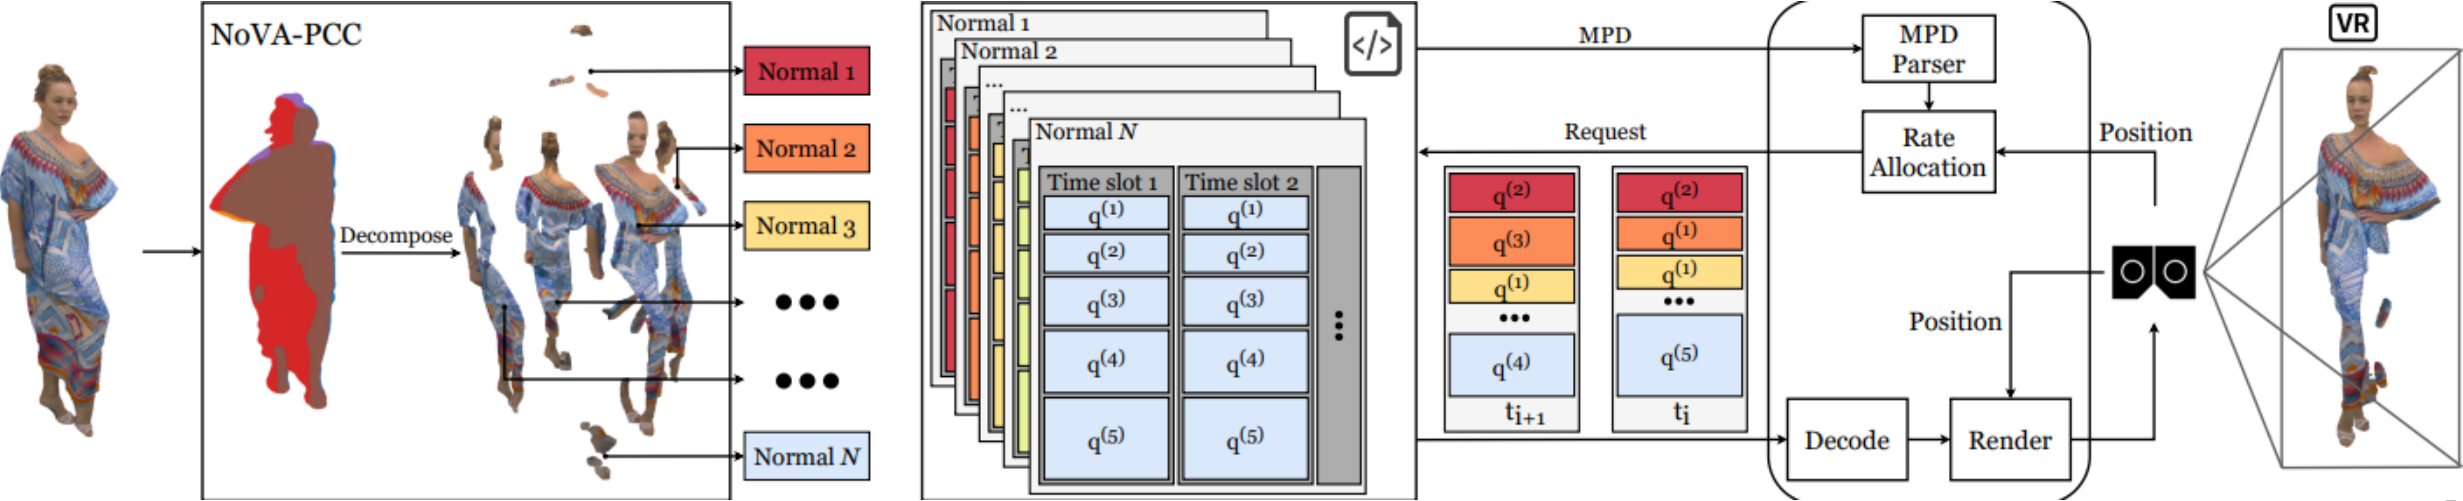 NoVA-PCC
Decompose
Normal 1
Normal 2
Normal 3
...
...
Normal N
Normal 1
Normal 2
...
...
Normal N
</>
Time slot 1
Time slot 2
q(1)
q(1)
q(2)
q(2)
q(3)
q(3)
q(4)
q(4)
q(5)
q(5)
MPD
Request
q(2)
q(3)
q(1)
...
q(4)
ti+1
q(2)
q(1)
q(1)
...
q(5)
ti
MPD
Parser
Rate
Allocation
Position
Position
Decode
Render
VR